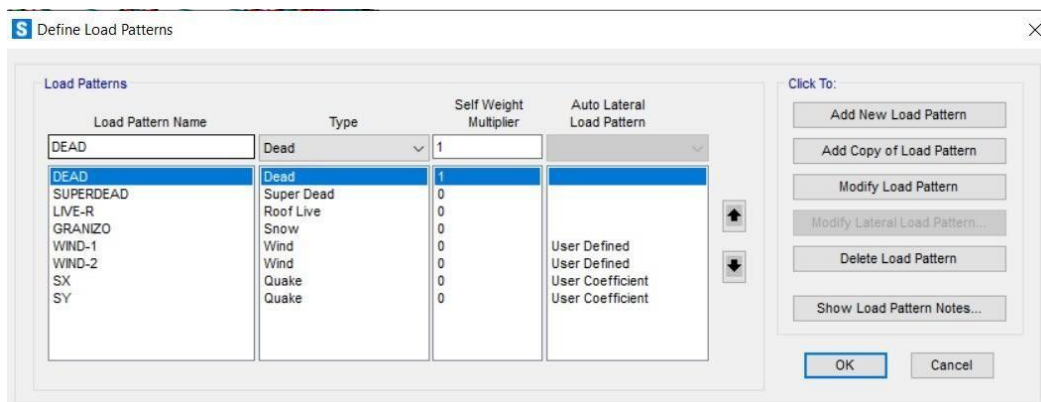 S Define Load Patterns
Load Patterns
Click To:
Load Pattern Name Type Self Weight Multiplier Auto Lateral Load Pattern
DEAD Dead 1
DEAD Dead 1
SUPERDEAD Super Dead 0
LIVE-R Roof Live 0
GRANIZO Snow 0
WIND-1 Wind 0 User Defined
WIND-2 Wind 0 User Defined
SX Quake 0 User Coefficient
SY Quake 0 User Coefficient
Add New Load Pattern
Add Copy of Load Pattern
Modify Load Pattern
Modify Lateral Load Pattern...
Delete Load Pattern
Show Load Pattern Notes...
OK Cancel